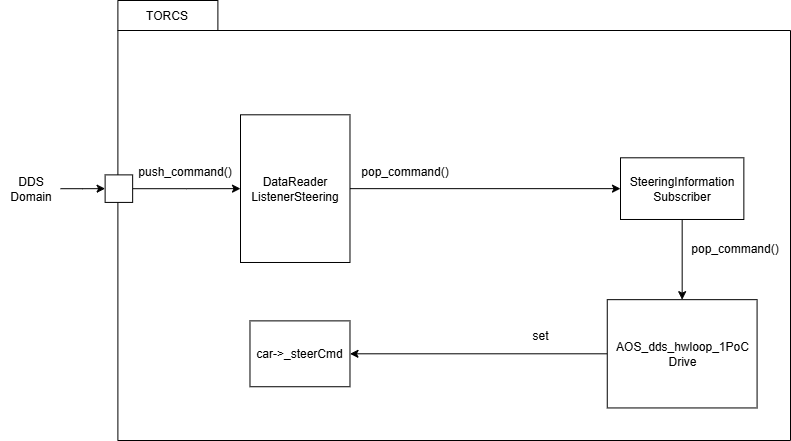 TORCS
DDS
Domain
push_command()
DataReader
ListenerSteering
pop_command()
SteeringInformation
Subscriber
pop_command()
AOS_dds_hwloop_1PoC
Drive
set
car->_steerCmd